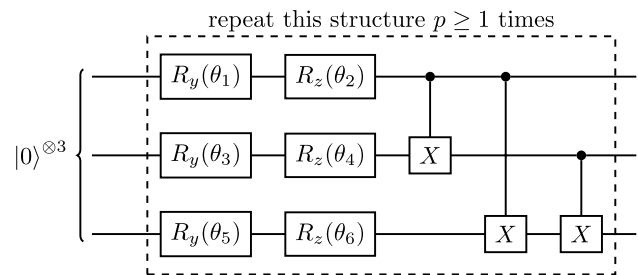 repeat this structure p ≥ 1 times
R_y(θ_1) R_z(θ_2)
|0⟩^{⊗3} R_y(θ_3) R_z(θ_4) X
R_y(θ_5) R_z(θ_6) X X